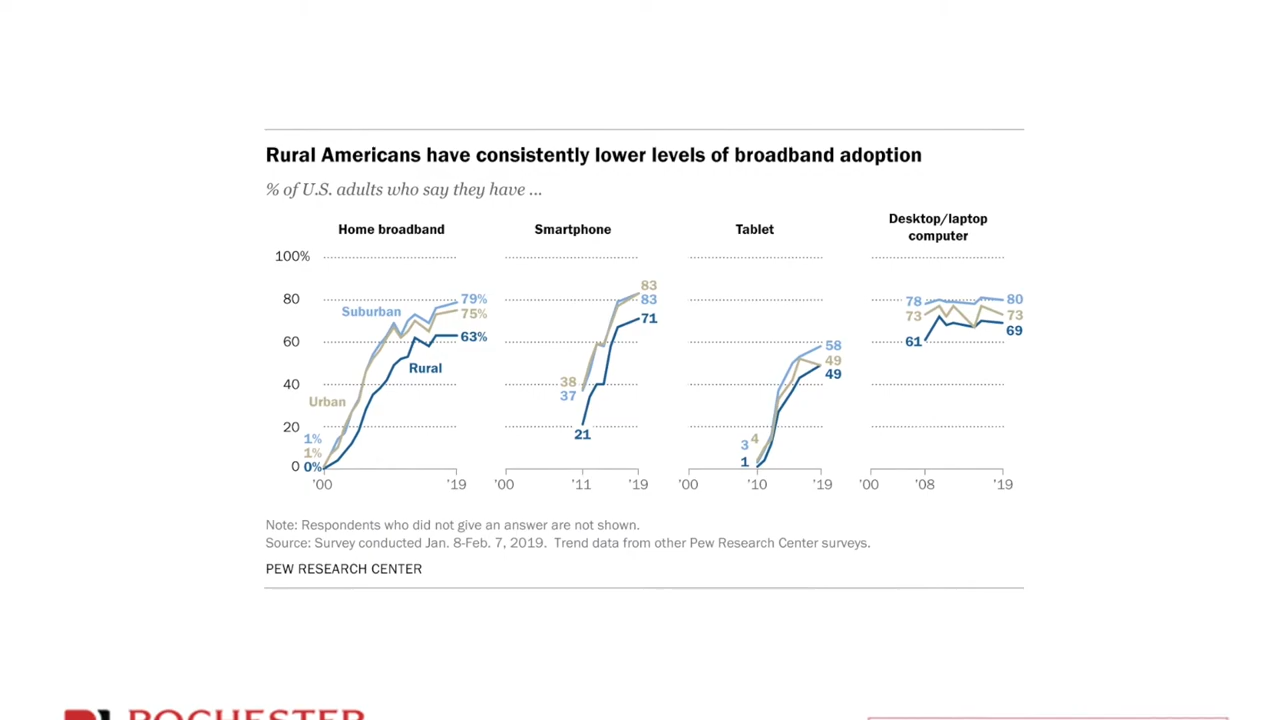 Rural Americans have consistently lower levels of broadband adoption
% of U.S. adults who say they have ...
Home broadband
Smartphone
Tablet
Desktop/laptop
computer
100%
80
60
40
20
0
Suburban
Urban
Rural
79%
75%
63%
1%
1%
0%
'00
'19
83
83
71
38
37
21
'00
'11
'19
58
49
49
3 4
1
'00
'10
'19
78
73
61
80
73
69
'00
'08
'19
Note: Respondents who did not give an answer are not shown.
Source: Survey conducted Jan. 8-Feb. 7, 2019. Trend data from other Pew Research Center surveys.
PEW RESEARCH CENTER
ROCHESTER